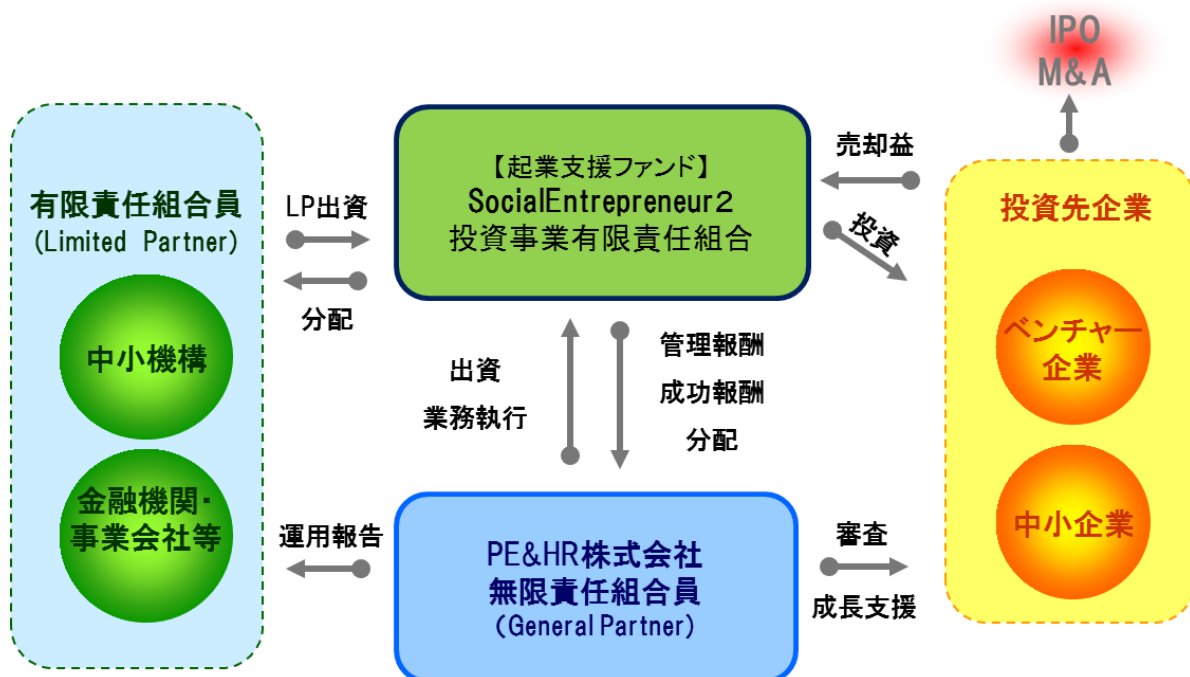 IPO
M&A
有限責任組合員
(Limited Partner)
中小機構
金融機関・
事業会社等
LP出資
分配
【起業支援ファンド】
SocialEntrepreneur2
投資事業有限責任組合
売却益
投資
投資先企業
ベンチャー
企業
中小企業
出資
業務執行
管理報酬
成功報酬
分配
運用報告
PE&HR株式会社
無限責任組合員
(General Partner)
審査
成長支援